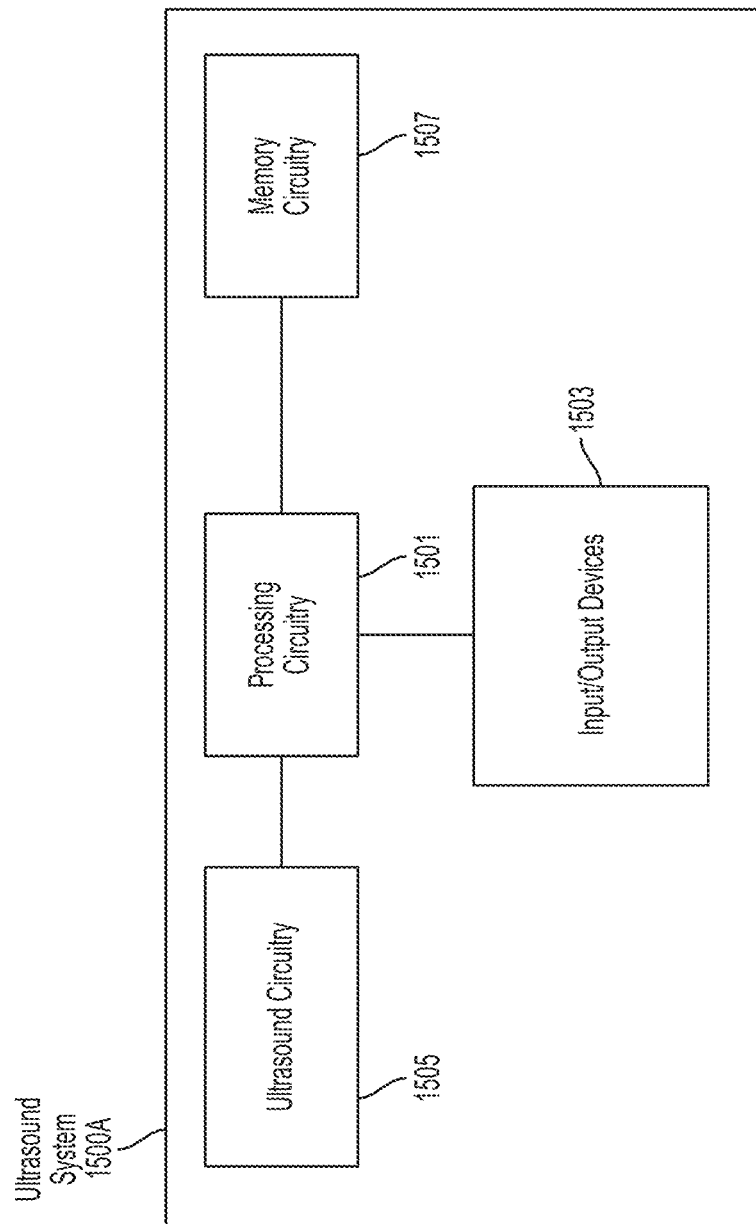 Ultrasound
System
1500A
Ultrasound Circuitry
1505
Processing
Circuitry
1501
Memory
Circuitry
1507
Input/Output Devices
1503